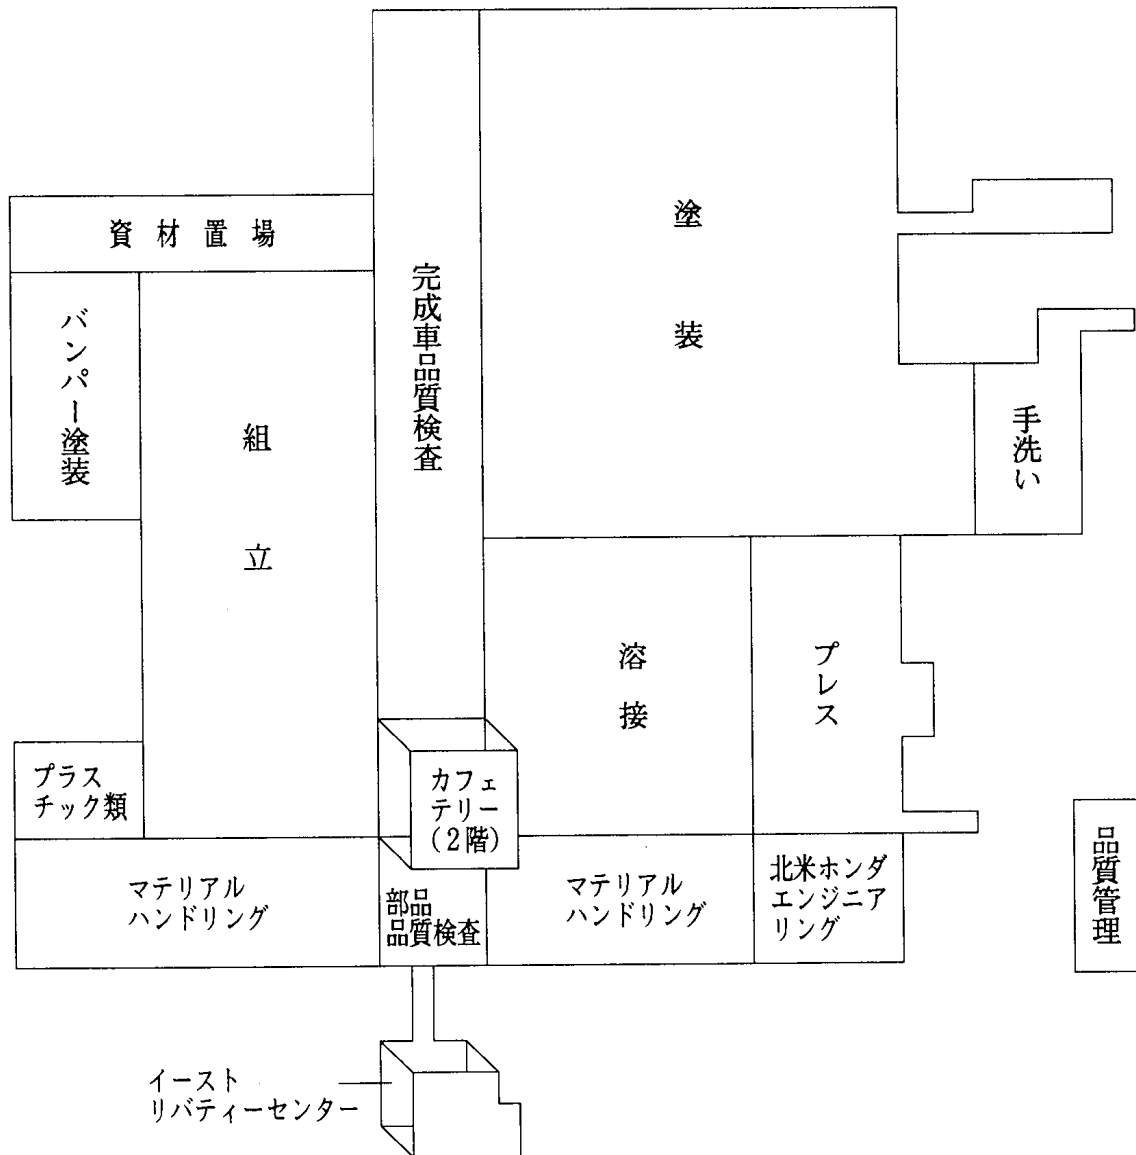 塗装
資材置場
完成車品質検査
バンパー塗装
組立
手洗い
溶接
プレス
プラス
チック類
カフェ
テリー
(2階)
マテリアル
ハンドリング
部品
品質検査
マテリアル
ハンドリング
北米ホンダ
エンジニア
リング
品質管理
イースト
リバティーセンター